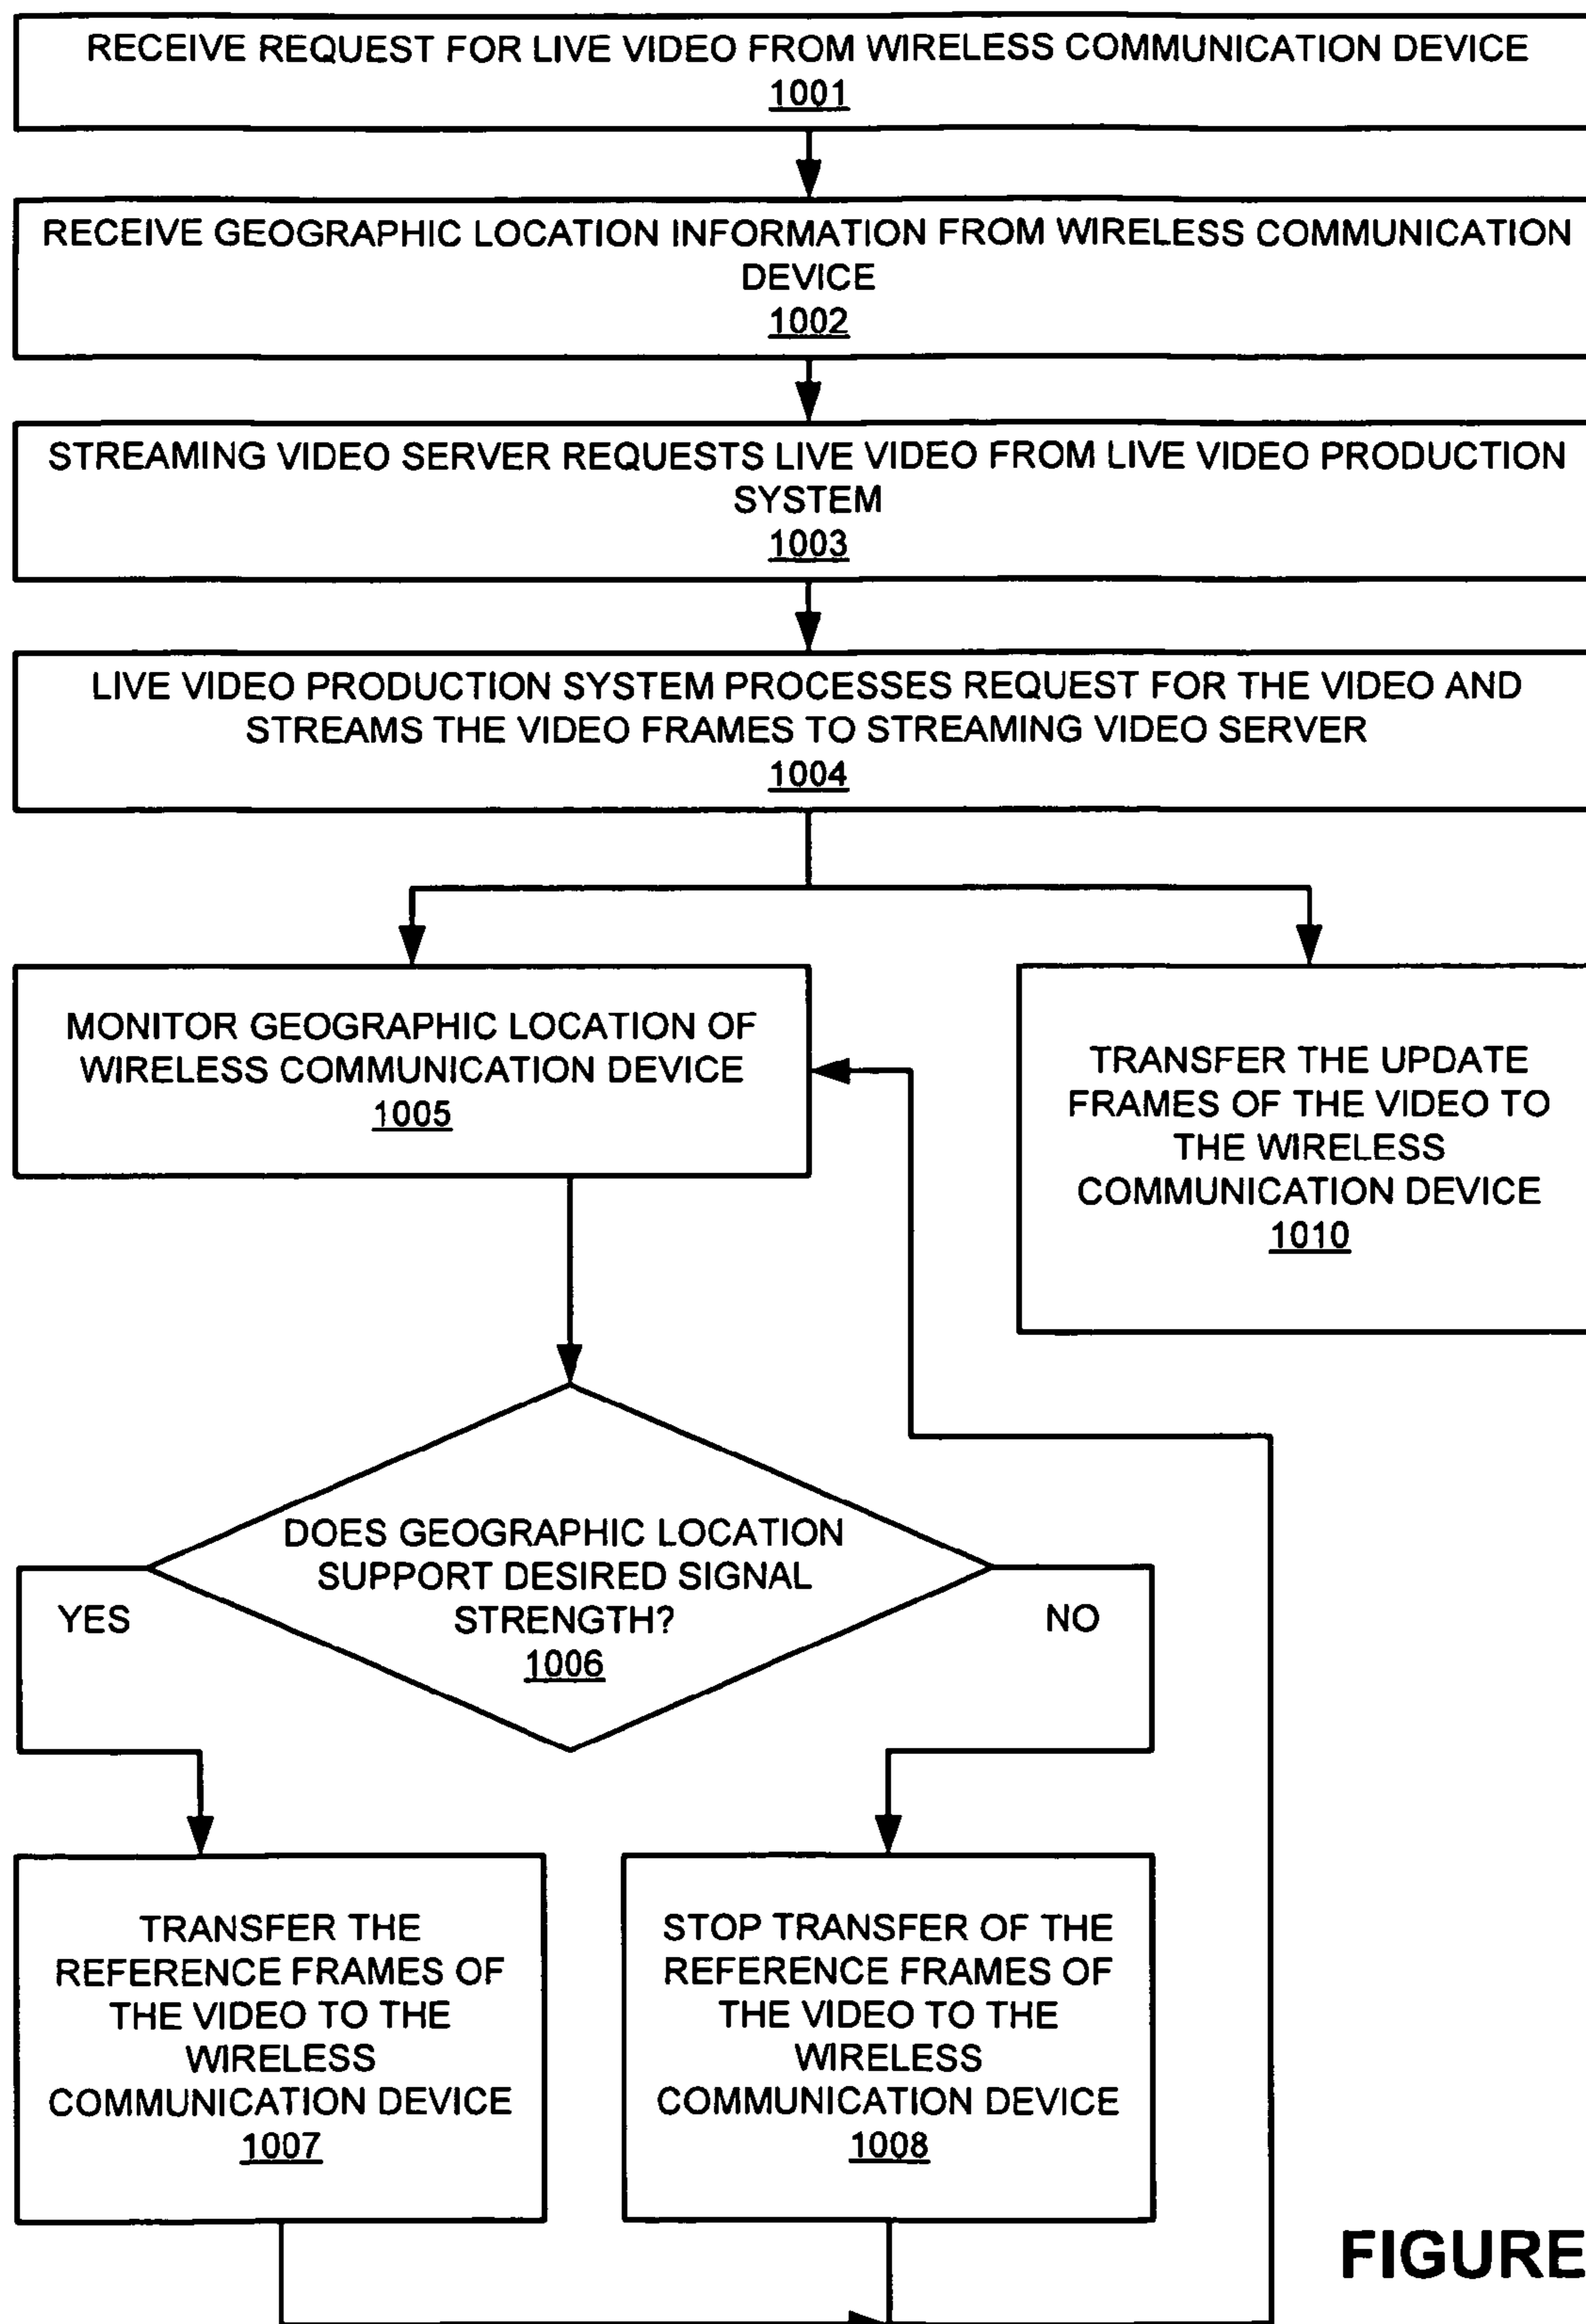 RECEIVE REQUEST FOR LIVE VIDEO FROM WIRELESS COMMUNICATION DEVICE
1001
RECEIVE GEOGRAPHIC LOCATION INFORMATION FROM WIRELESS COMMUNICATION
DEVICE
1002
STREAMING VIDEO SERVER REQUESTS LIVE VIDEO FROM LIVE VIDEO PRODUCTION
SYSTEM
1003
LIVE VIDEO PRODUCTION SYSTEM PROCESSES REQUEST FOR THE VIDEO AND
STREAMS THE VIDEO FRAMES TO STREAMING VIDEO SERVER
1004
MONITOR GEOGRAPHIC LOCATION OF
WIRELESS COMMUNICATION DEVICE
1005
TRANSFER THE UPDATE
FRAMES OF THE VIDEO TO
THE WIRELESS
COMMUNICATION DEVICE
1010
DOES GEOGRAPHIC LOCATION
SUPPORT DESIRED SIGNAL
STRENGTH?
1006
YES
NO
TRANSFER THE
REFERENCE FRAMES OF
THE VIDEO TO THE
WIRELESS
COMMUNICATION DEVICE
1007
STOP TRANSFER OF THE
REFERENCE FRAMES OF
THE VIDEO TO THE
WIRELESS
COMMUNICATION DEVICE
1008
FIGURE